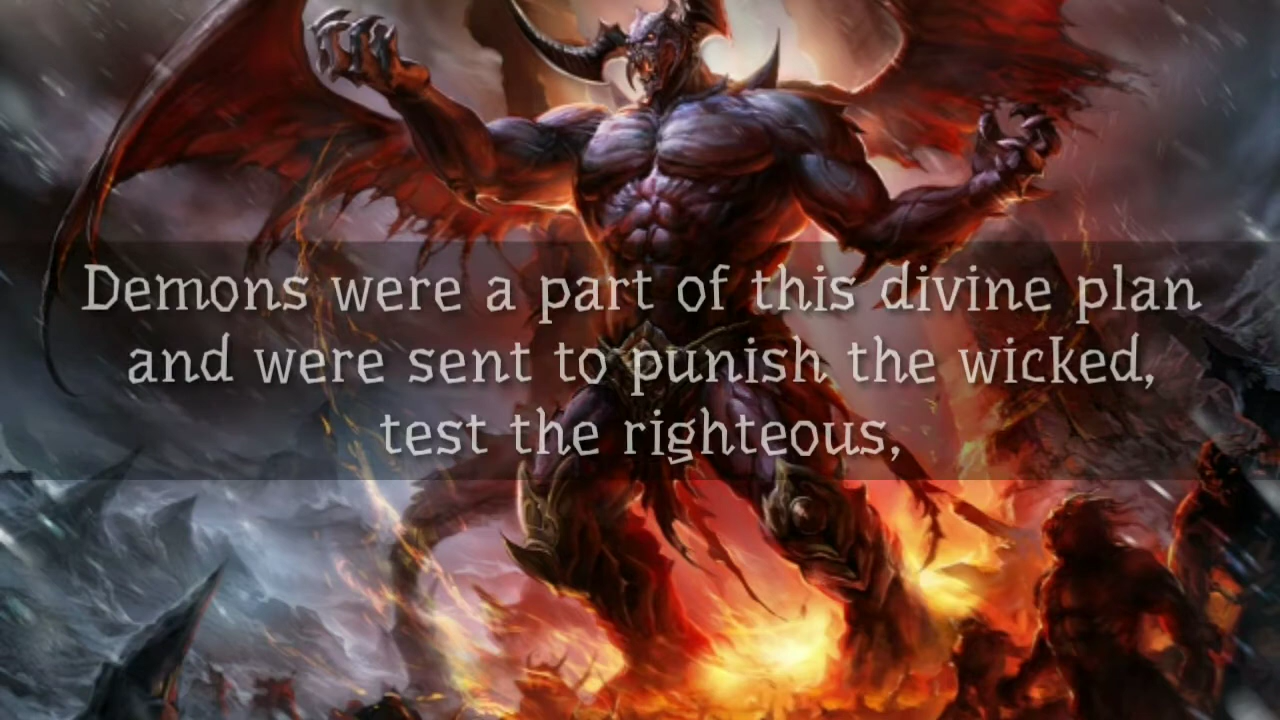 Demons were a part of this divine plan
and were sent to punish the wicked,
test the righteous,